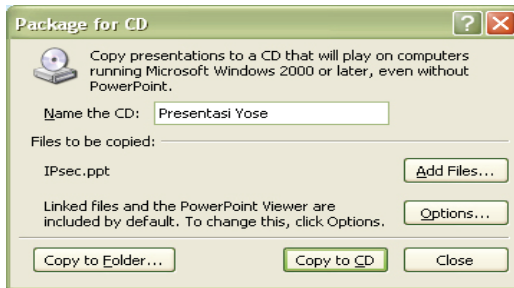 Package for CD
Copy presentations to a CD that will play on computers
running Microsoft Windows 2000 or later, even without
PowerPoint.
Name the CD: Presentasi Yose
Files to be copied:
IPsec.ppt
Add Files...
Linked files and the PowerPoint Viewer are
included by default. To change this, click Options.
Options...
Copy to Folder... Copy to CD Close